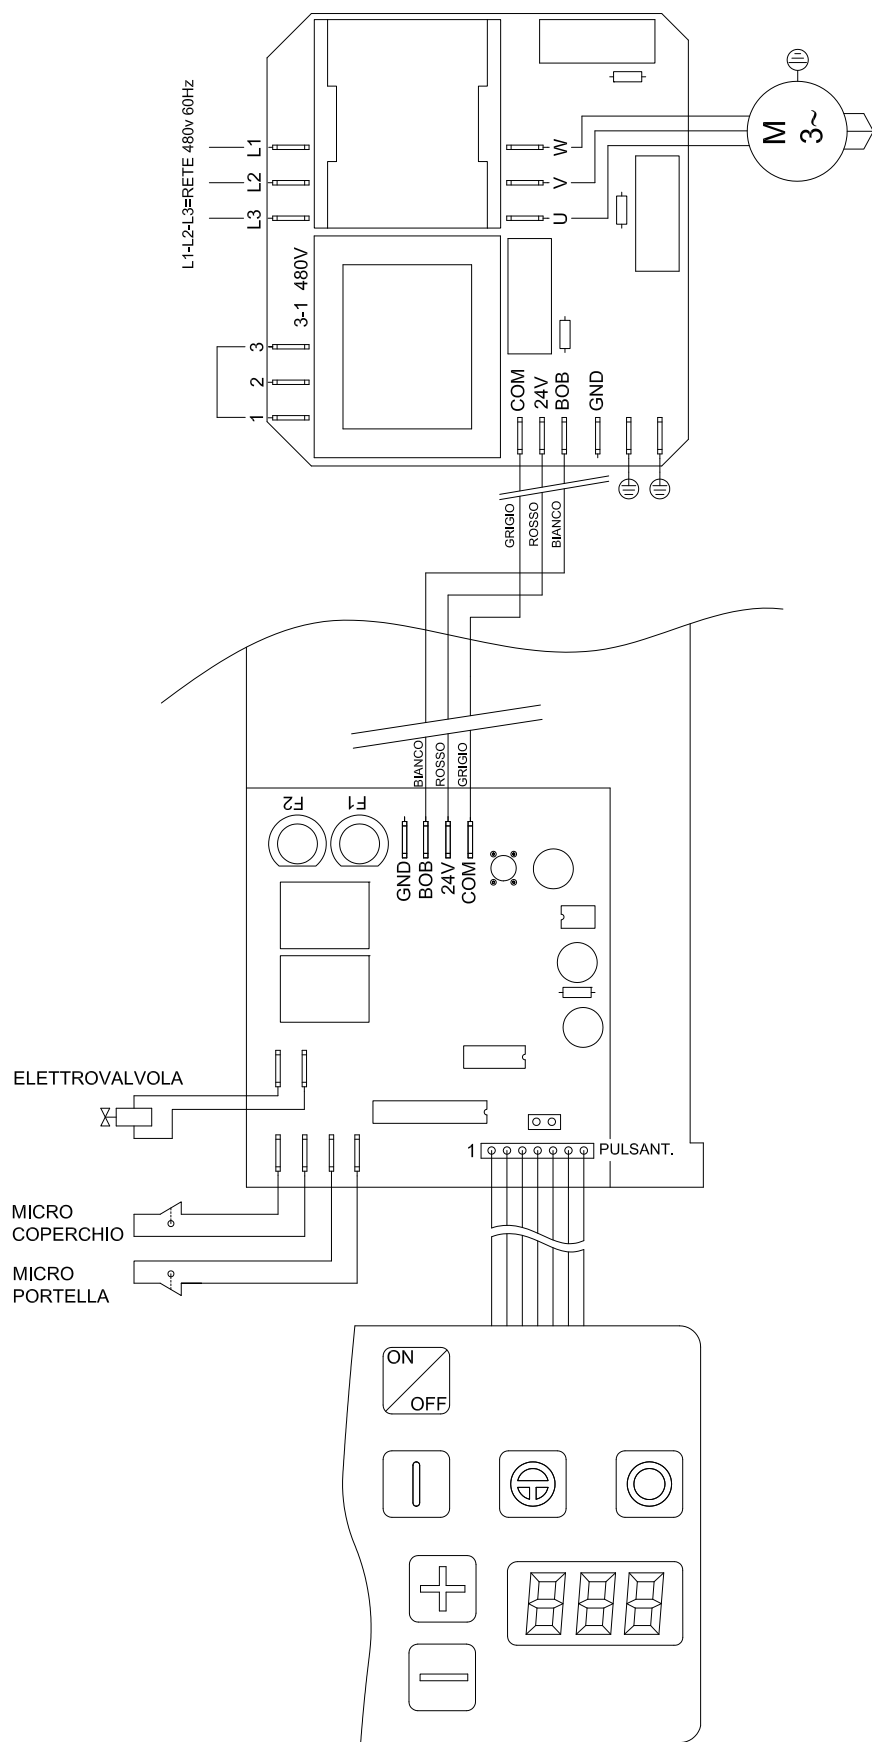 L1-L2-L3=RETE 480v 60Hz
L1
L2
L3
W
V
U
M
3~
3-1 480V
3
2
1
COM
24V
BOB
GND
GRIGIO
ROSSO
BIANCO
BIANCO
ROSSO
GRIGIO
F2
F1
GND
BOB
24V
COM
ELETTROVALVOLA
1
PULSANT.
MICRO
COPERCHIO
MICRO
PORTELLA
ON
OFF
888